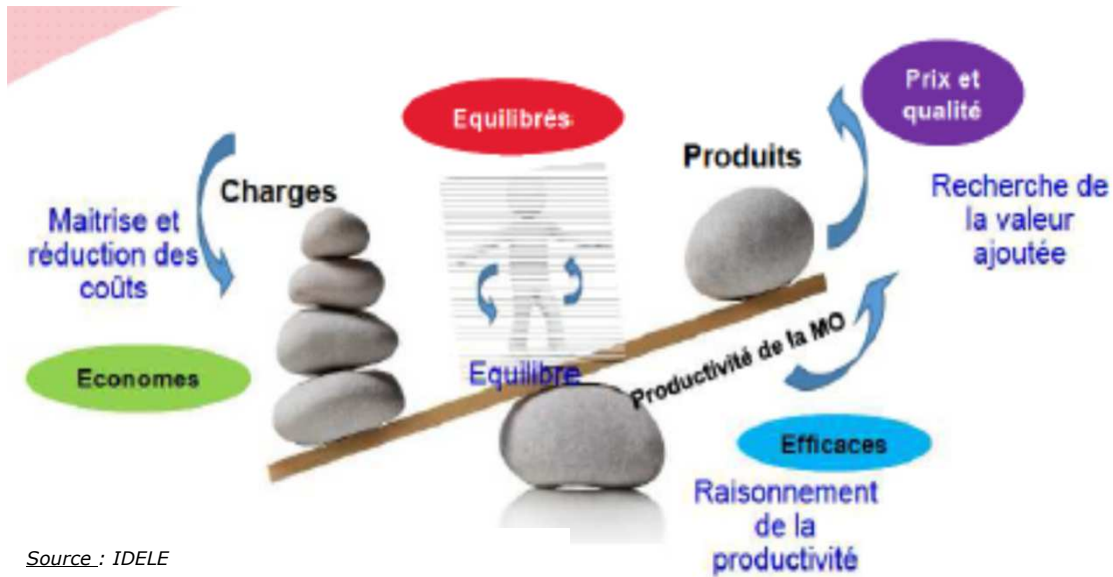 Prix et
qualité
Equilibrés
Produits
Charges
Recherche de
la valeur
ajoutée
Maitrise et
réduction des
coûts
Productivité de la MO
Equilibre
Economes
Efficaces
Raisonnement
de la
productivité
Source : IDELE